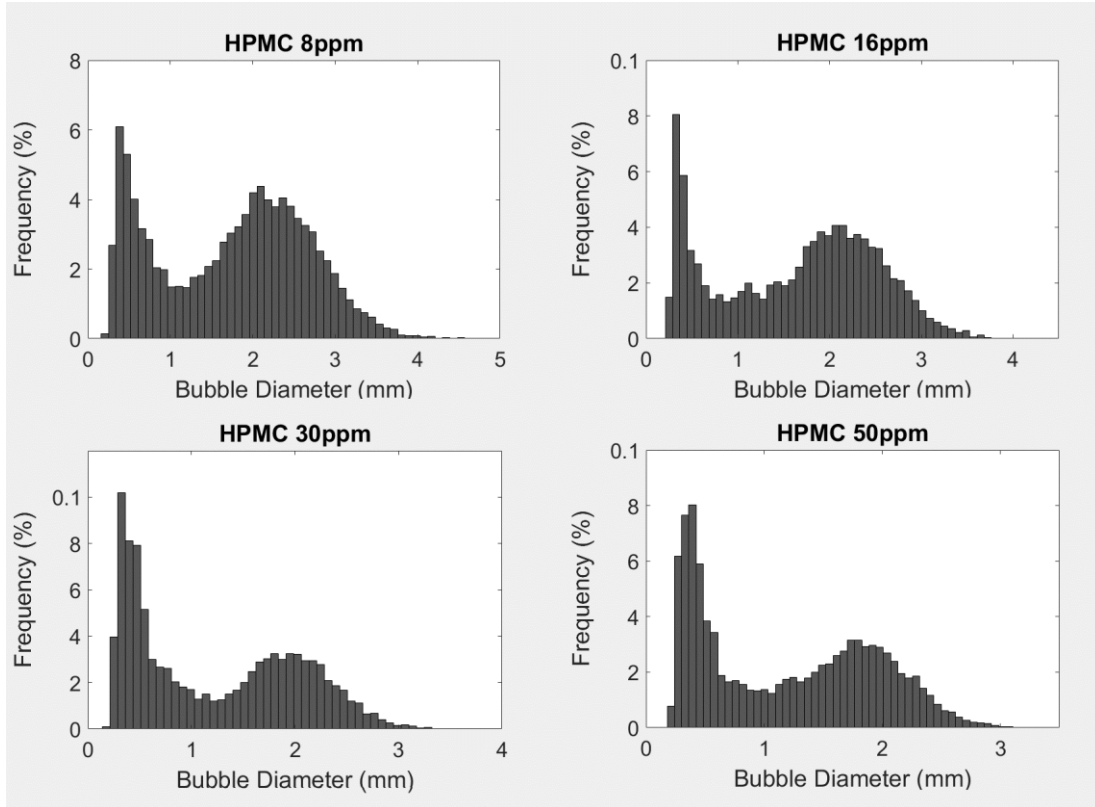 HPMC 8ppm
8
6
4
2
0
Frequency (%)
0 1 2 3 4 5
Bubble Diameter (mm)
HPMC 16ppm
0.1
8
6
4
2
0
Frequency (%)
0 1 2 3 4
Bubble Diameter (mm)
HPMC 30ppm
0.1
8
6
4
2
0
Frequency (%)
0 1 2 3 4
Bubble Diameter (mm)
HPMC 50ppm
0.1
8
6
4
2
0
Frequency (%)
0 1 2 3
Bubble Diameter (mm)